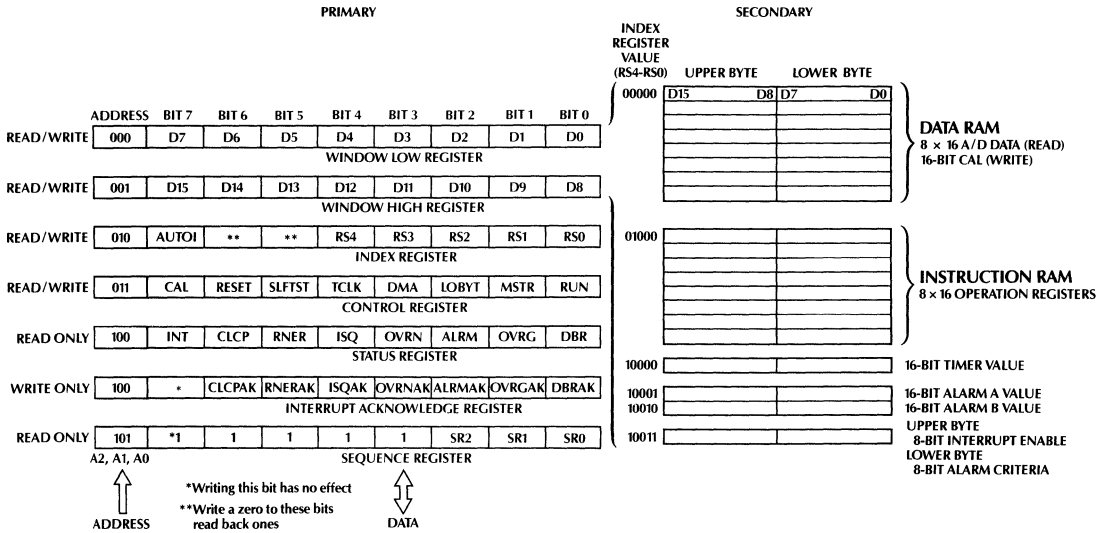 PRIMARY
SECONDARY
INDEX
REGISTER
VALUE
(RS4-RS0) UPPER BYTE LOWER BYTE
ADDRESS BIT 7 BIT 6 BIT 5 BIT 4 BIT 3 BIT 2 BIT 1 BIT 0
READ/WRITE 000 D7 D6 D5 D4 D3 D2 D1 D0
WINDOW LOW REGISTER
READ/WRITE 001 D15 D14 D13 D12 D11 D10 D9 D8
WINDOW HIGH REGISTER
READ/WRITE 010 AUTOI ** ** RS4 RS3 RS2 RS1 RS0
INDEX REGISTER
READ/WRITE 011 CAL RESET SLFTST TCLK DMA LOBYT MSTR RUN
CONTROL REGISTER
READ ONLY 100 INT CLCP RNER ISQ OVRN ALRM OVRG DBR
STATUS REGISTER
WRITE ONLY 100 * CLCPAK RNERAK ISQAK OVRNAK ALRMAK OVRGAK DBRAK
INTERRUPT ACKNOWLEDGE REGISTER
READ ONLY 101 *1 1 1 1 1 SR2 SR1 SR0
A2, A1, A0 SEQUENCE REGISTER
*Writing this bit has no effect
**Write a zero to these bits
read back ones
ADDRESS
DATA
00000 D15 D8 D7 D0
DATA RAM
8 × 16 A/D DATA (READ)
16-BIT CAL (WRITE)
01000
INSTRUCTION RAM
8 × 16 OPERATION REGISTERS
10000 16-BIT TIMER VALUE
10001 16-BIT ALARM A VALUE
10010 16-BIT ALARM B VALUE
10011
UPPER BYTE
8-BIT INTERRUPT ENABLE
LOWER BYTE
8-BIT ALARM CRITERIA